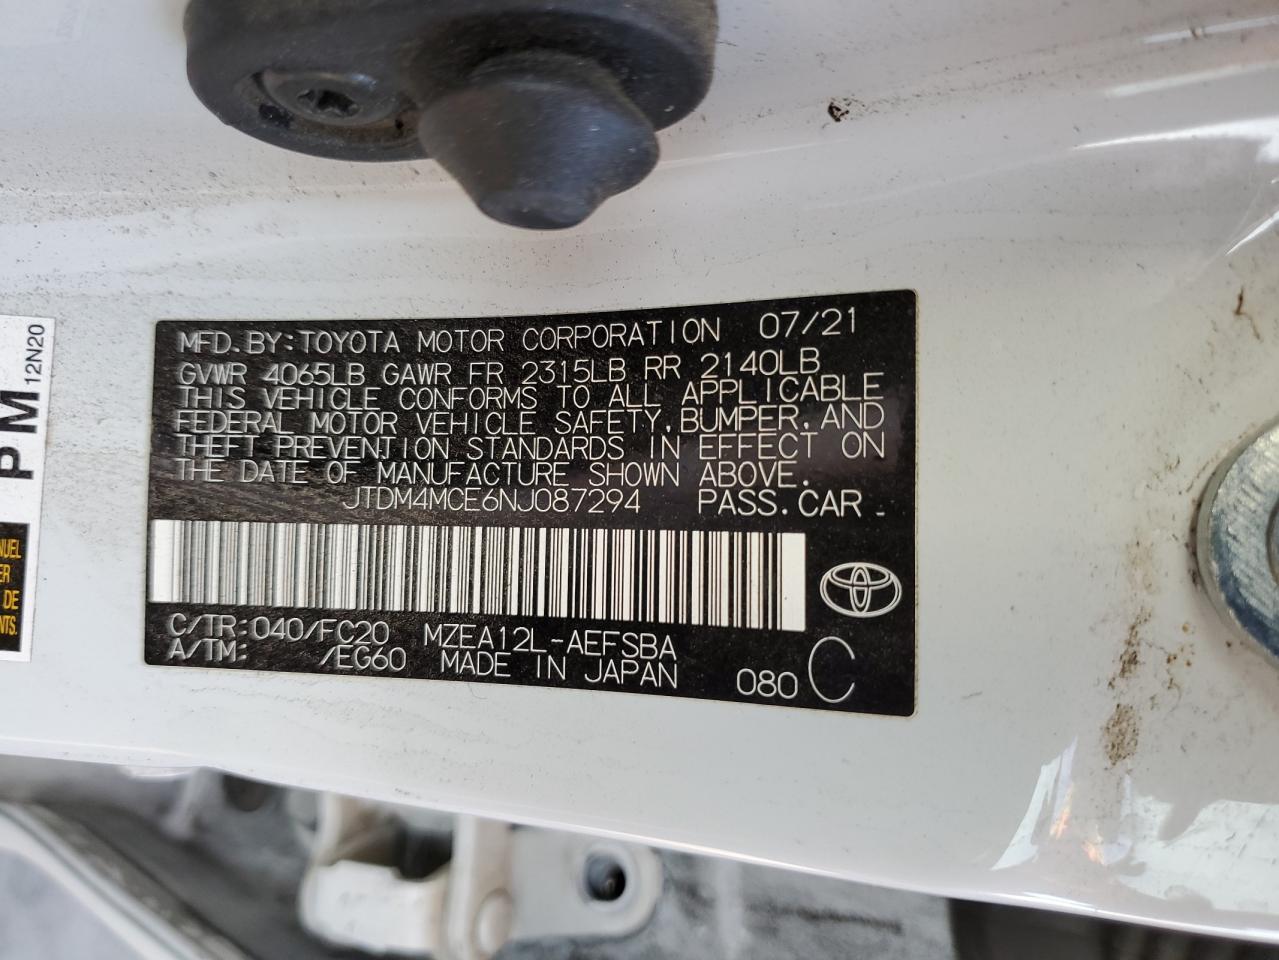 MFD.BY:TOYOTA MOTOR CORPORATION 07/21
GVWR 4065LB GAWR FR 2315LB RR 2140LB
THIS VEHICLE CONFORMS TO ALL APPLICABLE
FEDERAL MOTOR VEHICLE SAFETY,BUMPER,AND
THEFT PREVENTION STANDARDS IN EFFECT ON
THE DATE OF MANUFACTURE SHOWN ABOVE.
JTDM4MCE6NJ087294 PASS.CAR
C/TR:040/FC20 MZEA12L-AEFSBA
A/TM: /EG60 MADE IN JAPAN 080 C
PM
12N20
DE